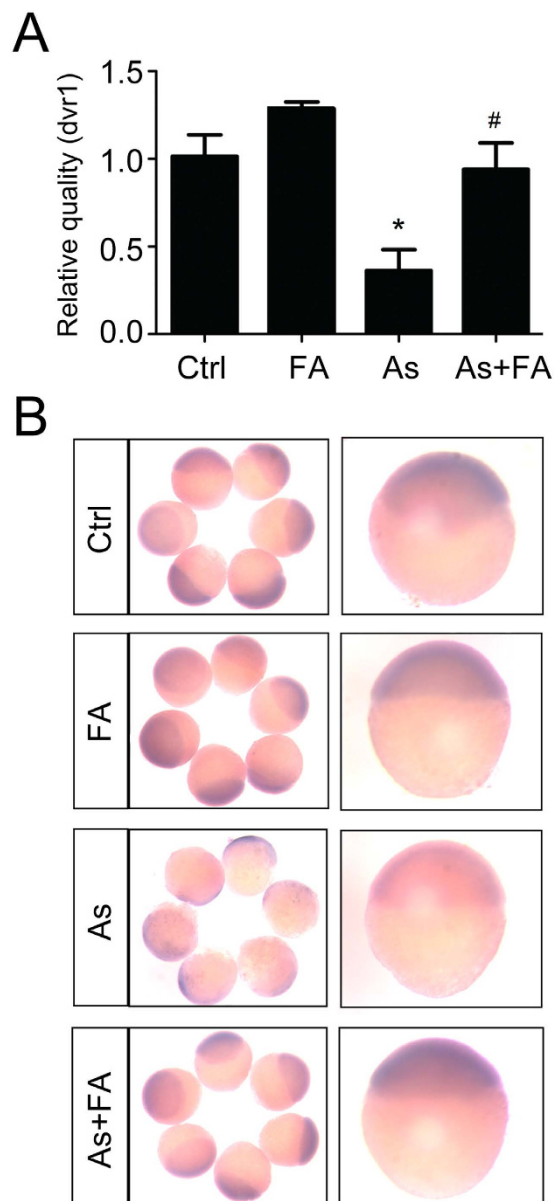 A
Relative quality (dvr1)
1.5
1.0
0.5
0.0
*
#
Ctrl FA As As+FA
B
Ctrl
FA
As
As+FA